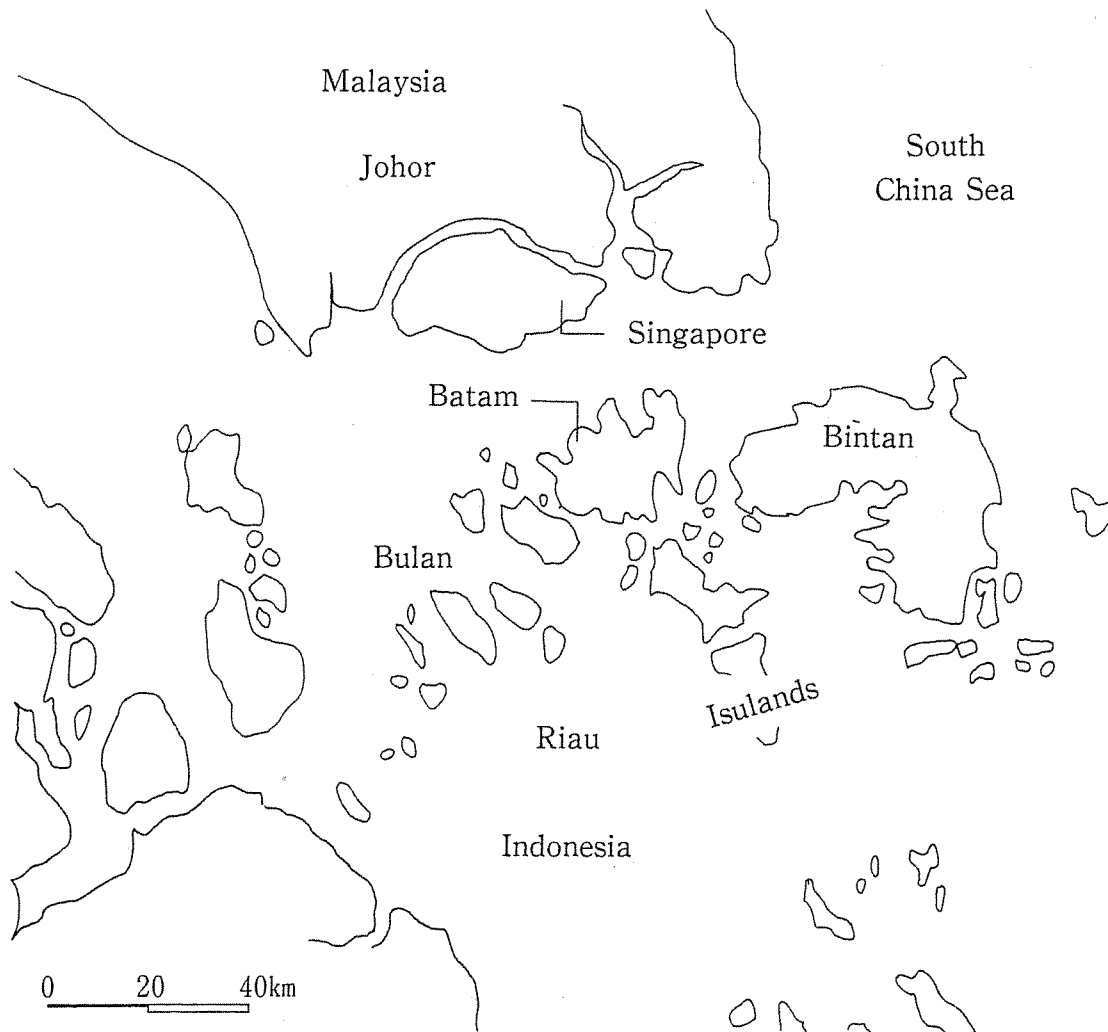 Malaysia
Johor
South
China Sea
Singapore
Batam
Bintan
Bulan
Isulands
Riau
Indonesia
0 20 40km